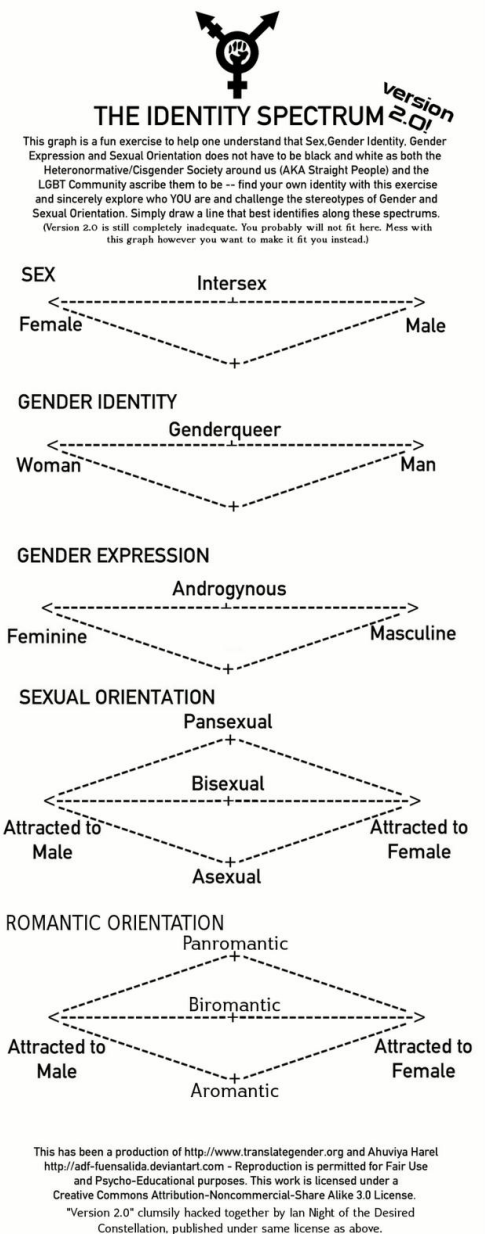 THE IDENTITY SPECTRUM version 2.0!
This graph is a fun exercise to help one understand that Sex,Gender Identity, Gender
Expression and Sexual Orientation does not have to be black and white as both the
Heteronormative/Cisgender Society around us (AKA Straight People) and the
LGBT Community ascribe them to be -- find your own identity with this exercise
and sincerely explore who YOU are and challenge the stereotypes of Gender and
Sexual Orientation. Simply draw a line that best identifies along these spectrums.
(Version 2.0 is still completely inadequate. You probably will not fit here. Mess with
this graph however you want to make it fit you instead.)
SEX
Intersex
Female
Male
GENDER IDENTITY
Genderqueer
Woman
Man
GENDER EXPRESSION
Androgynous
Feminine
Masculine
SEXUAL ORIENTATION
Pansexual
Bisexual
Attracted to
Male
Attracted to
Female
Asexual
ROMANTIC ORIENTATION
Panromantic
Biromantic
Attracted to
Male
Attracted to
Female
Aromantic
This has been a production of http://www.translategender.org and Ahuviya Harel
http://adf-fuensalida.deviantart.com - Reproduction is permitted for Fair Use
and Psycho-Educational purposes. This work is licensed under a
Creative Commons Attribution-Noncommercial-Share Alike 3.0 License.
"Version 2.0" clumsily hacked together by Ian Night of the Desired
Constellation, published under same license as above.